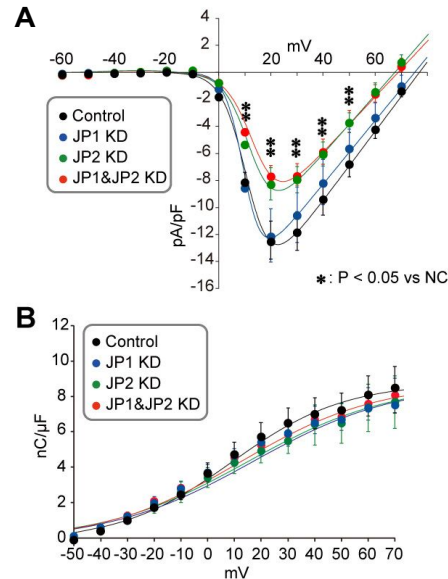 A
4
2
mV
-60
-40
-20
20
40
60
80
-2
-4
-6
-8
-10
-12
-14
-16
pA/pF
Control
JP1 KD
JP2 KD
JP1&JP2 KD
** ** ** ** **
*: P < 0.05 vs NC
B
12
10
8
6
4
2
0
nC/µF
Control
JP1 KD
JP2 KD
JP1&JP2 KD
-50 -40 -30 -20 -10 0 10 20 30 40 50 60 70
mV